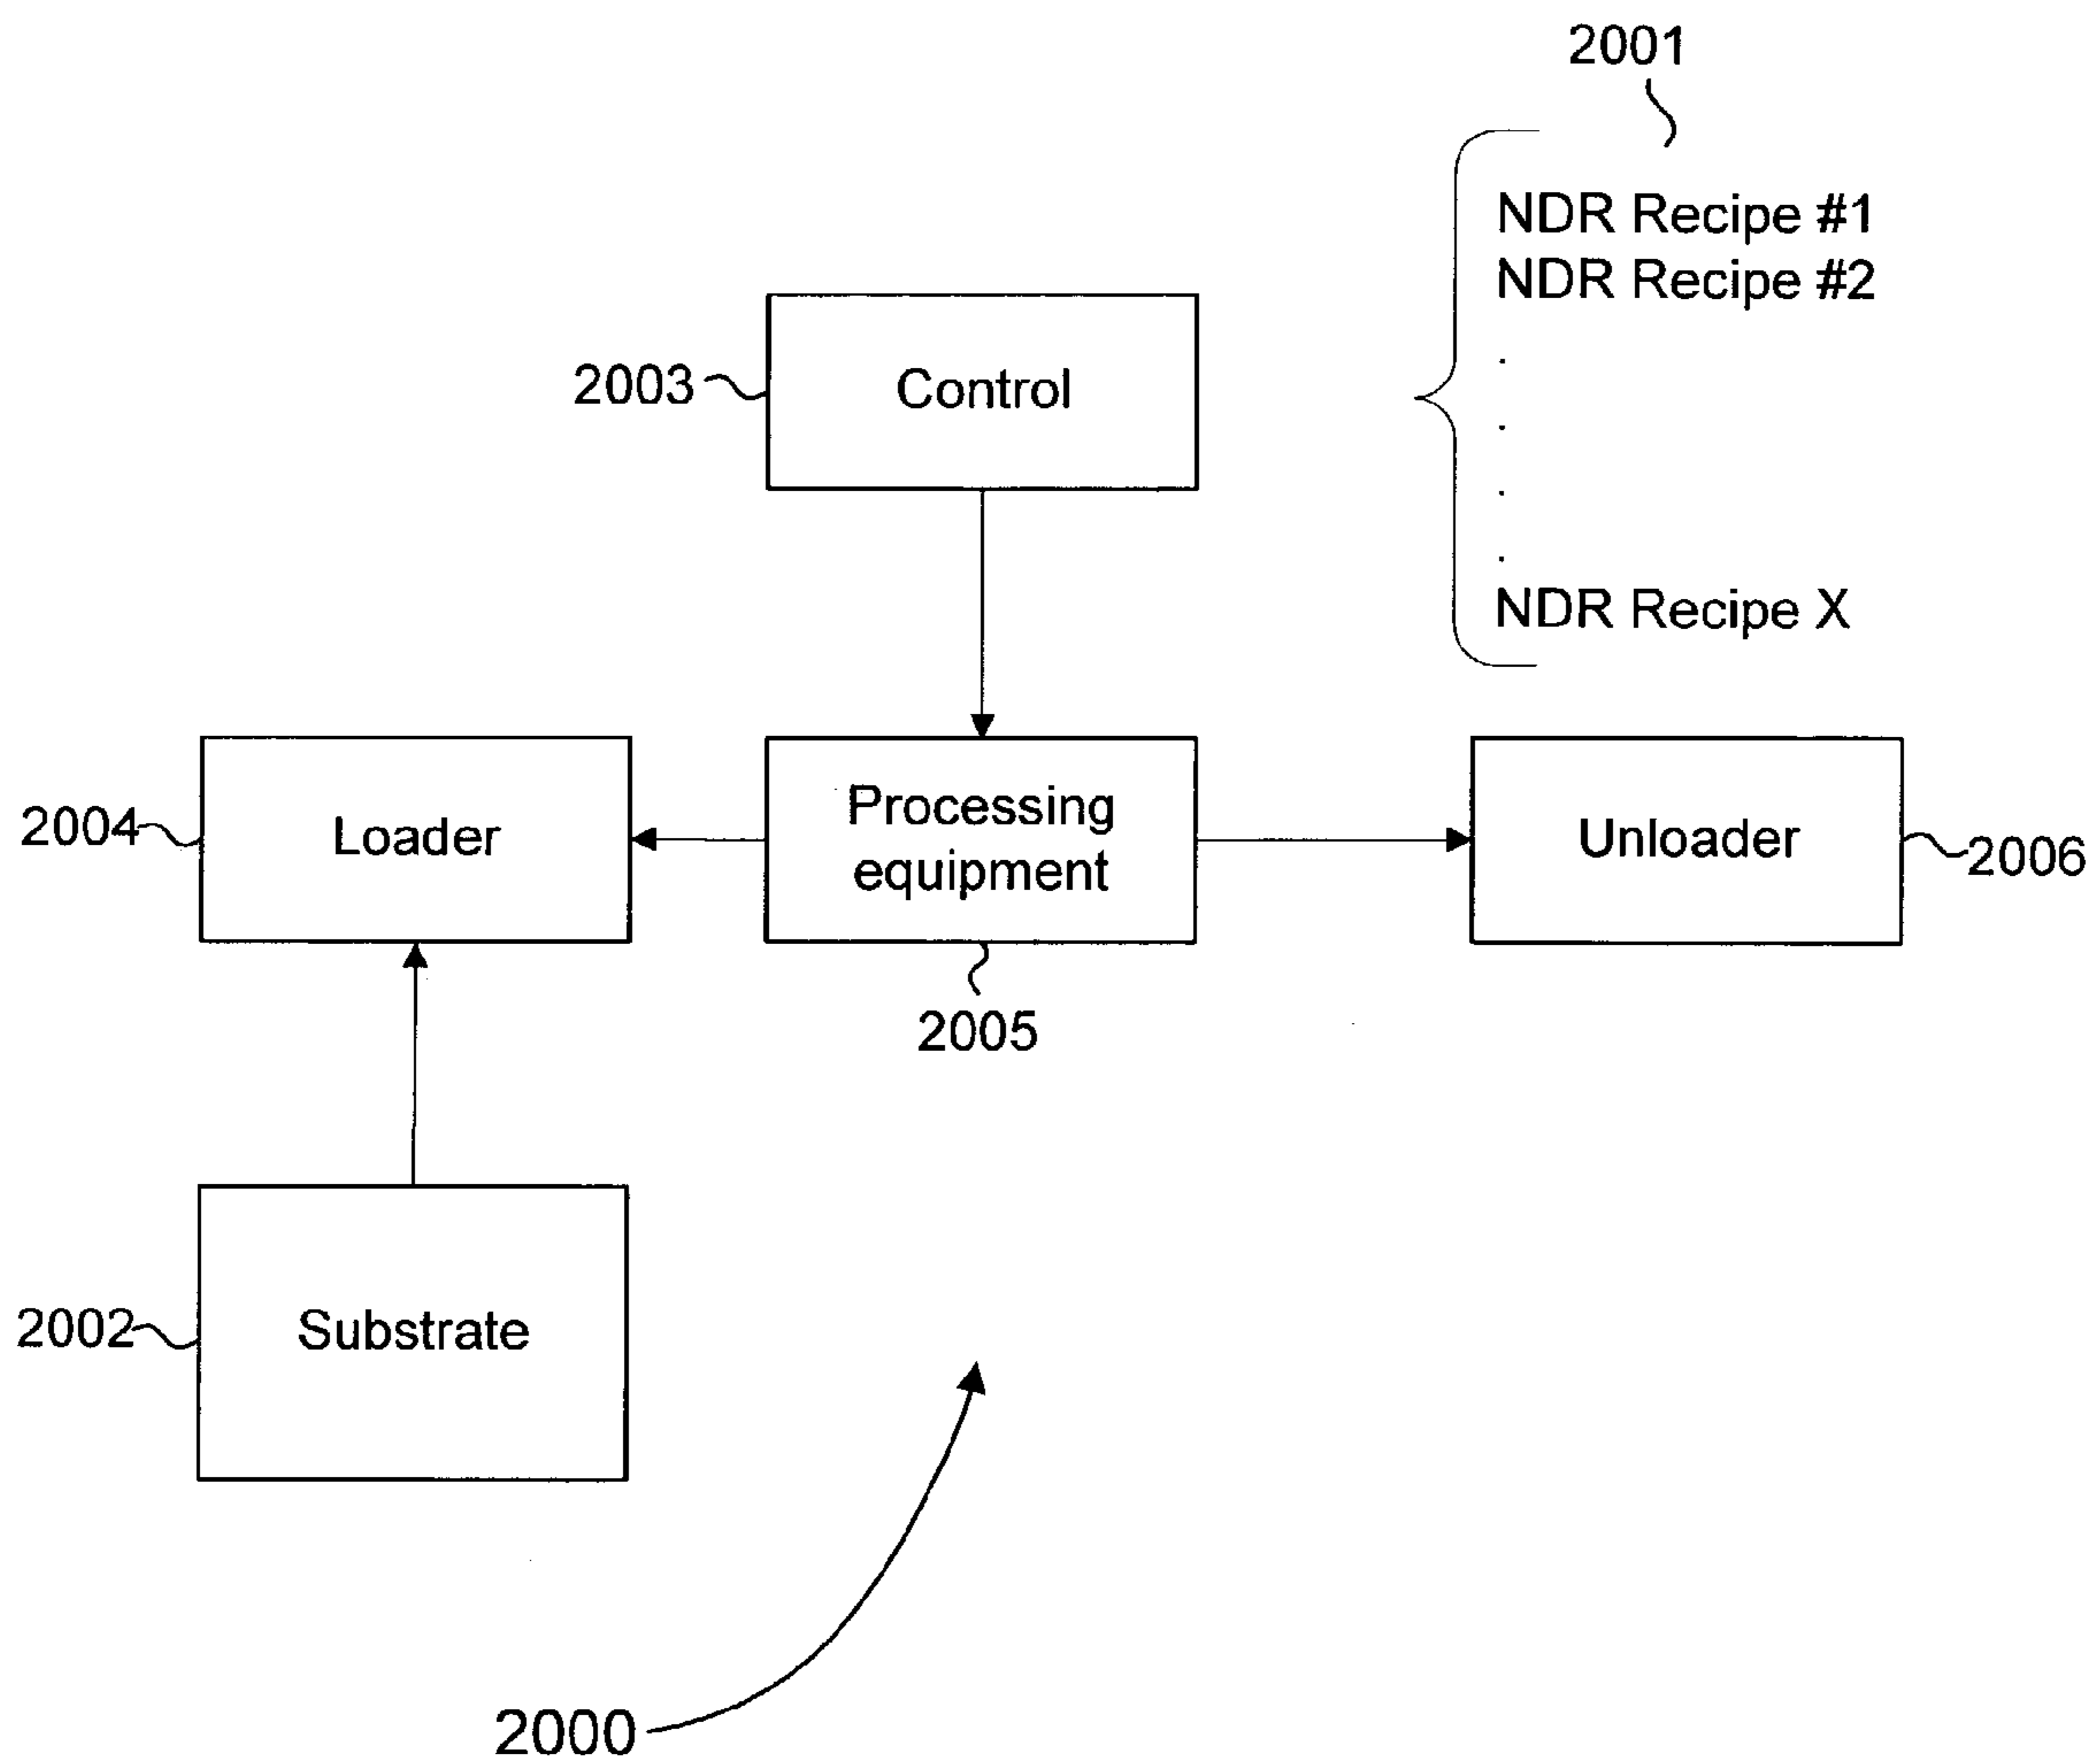 2001
NDR Recipe #1
NDR Recipe #2
.
.
.
.
NDR Recipe X
2003
Control
2004
Loader
Processing
equipment
2005
Unloader
2006
2002
Substrate
2000